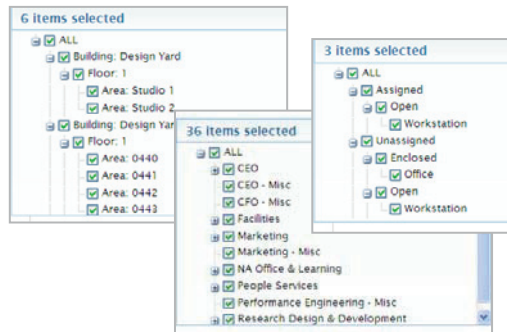 6 items selected
ALL
Building: Design Yard
Floor: 1
Area: Studio 1
Area: Studio 2
Building: Design Yar
Floor: 1
Area: 0440
Area: 0441
Area: 0442
Area: 0443
36 items selected
ALL
CEO
CEO - Misc
CFO - Misc
Facilities
Marketing
Marketing - Misc
NA Office & Learning
People Services
Performance Engineering - Misc
Research Design & Development
3 items selected
ALL
Assigned
Open
Workstation
Unassigned
Enclosed
Office
Open
Workstation